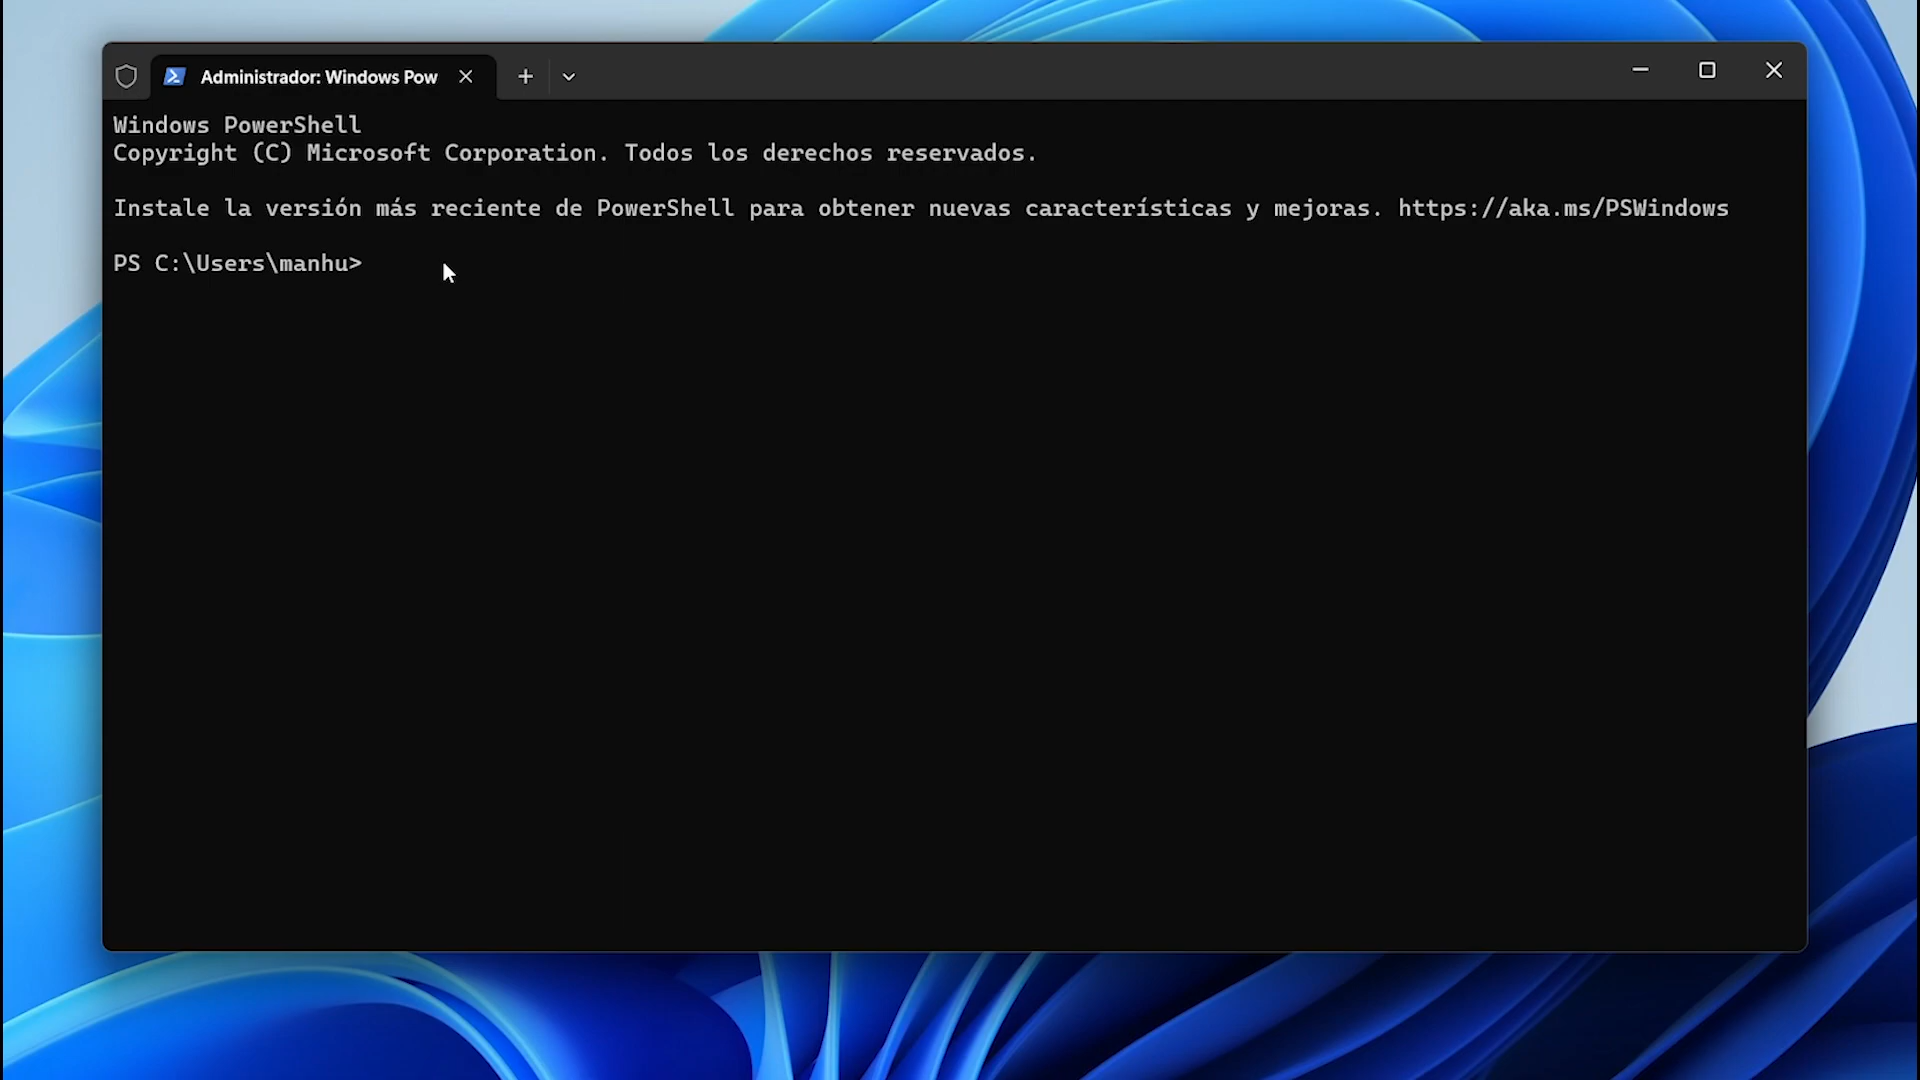 Administrador: Windows Pow
Windows PowerShell
Copyright (C) Microsoft Corporation. Todos los derechos reservados.
Instale la versión más reciente de PowerShell para obtener nuevas características y mejoras. https://aka.ms/PSWindows
PS C:\Users\manhu>